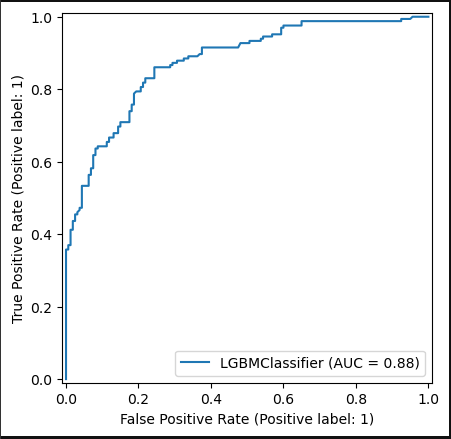 1.0
0.8
0.6
0.4
0.2
0.0
True Positive Rate (Positive label: 1)
LGBMClassifier (AUC = 0.88)
0.0 0.2 0.4 0.6 0.8 1.0
False Positive Rate (Positive label: 1)